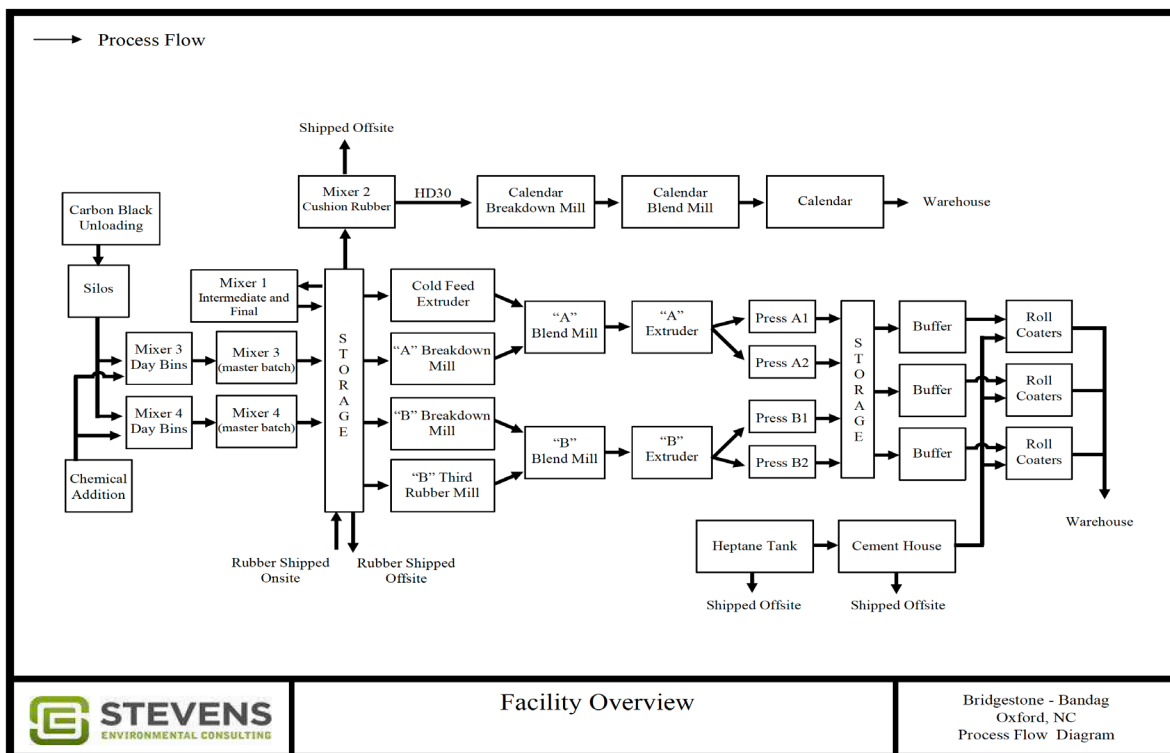 Process Flow
Shipped Offsite
Mixer 2
Cushion Rubber
HD30
Calendar
Breakdown Mill
Calendar
Blend Mill
Calendar
Warehouse
Carbon Black
Unloading
Silos
Mixer 1
Intermediate and
Final
STORAGE
Cold Feed
Extruder
"A"
Blend Mill
"A"
Extruder
Press A1
Press A2
STORAGE
Buffer
Roll
Coaters
Mixer 3
Day Bins
Mixer 3
(master batch)
"A" Breakdown
Mill
Buffer
Roll
Coaters
Mixer 4
Day Bins
Mixer 4
(master batch)
"B" Breakdown
Mill
"B"
Blend Mill
"B"
Extruder
Press B1
Press B2
Buffer
Roll
Coaters
Chemical
Addition
"B" Third
Rubber Mill
Warehouse
Rubber Shipped
Onsite
Rubber Shipped
Offsite
Heptane Tank
Cement House
Shipped Offsite
Shipped Offsite
STEVENS
ENVIRONMENTAL CONSULTING
Facility Overview
Bridgestone - Bandag
Oxford, NC
Process Flow Diagram